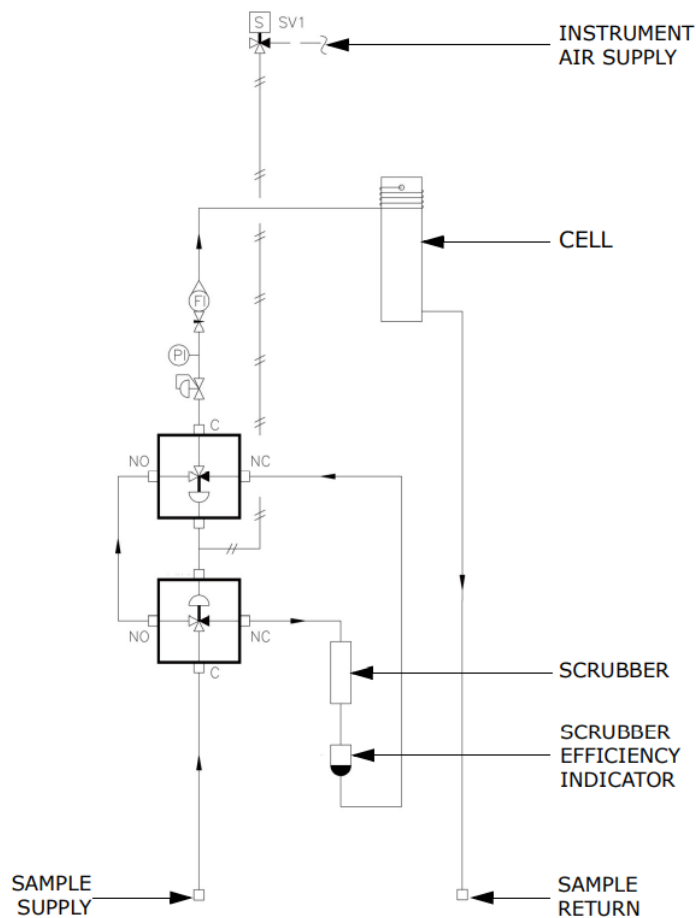 S SV1
INSTRUMENT
AIR SUPPLY
CELL
FI
PI
C
NO
NC
NO
NC
C
SCRUBBER
SCRUBBER
EFFICIENCY
INDICATOR
SAMPLE
SUPPLY
SAMPLE
RETURN